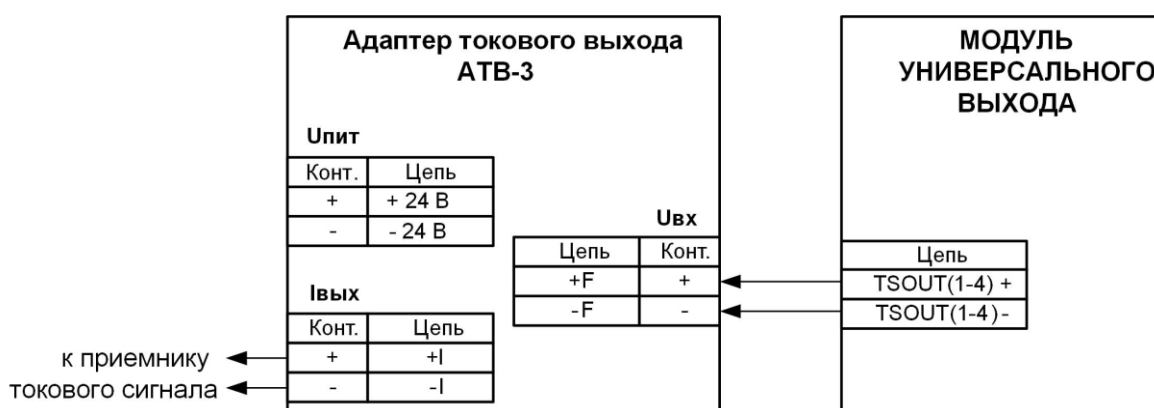 Адаптер токового выхода
АТВ-3
Uпит
Конт. Цепь
+ + 24 В
- - 24 В
Uвх
Цепь Конт.
+F +
-F -
Iвых
Конт. Цепь
+ +I
- -I
к приемнику
токового сигнала
МОДУЛЬ
УНИВЕРСАЛЬНОГО
ВЫХОДА
Цепь
TSOUT(1-4) +
TSOUT(1-4) -